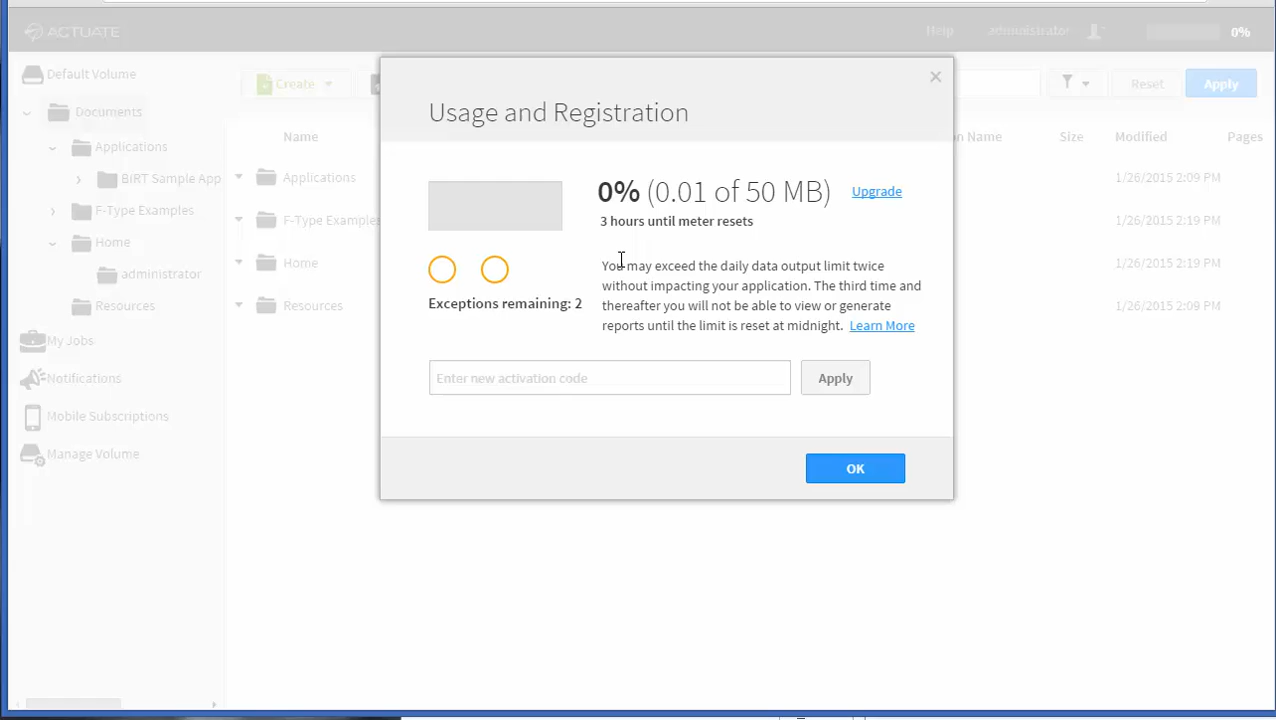 ACTUATE
Help
administrator
0%
Default Volume
Documents
Applications
BIRT Sample App
F-Type Examples
Home
administrator
Resources
My Jobs
Notifications
Mobile Subscriptions
Manage Volume
Create
Reset
Apply
Name
on Name
Size
Modified
Pages
Applications
1/26/2015 2:09 PM
F-Type Examples
1/26/2015 2:19 PM
Home
1/26/2015 2:09 PM
Resources
1/26/2015 2:09 PM
Usage and Registration
0% (0.01 of 50 MB)
Upgrade
3 hours until meter resets
Exceptions remaining: 2
You may exceed the daily data output limit twice
without impacting your application. The third time and
thereafter you will not be able to view or generate
reports until the limit is reset at midnight. Learn More
Enter new activation code
Apply
OK